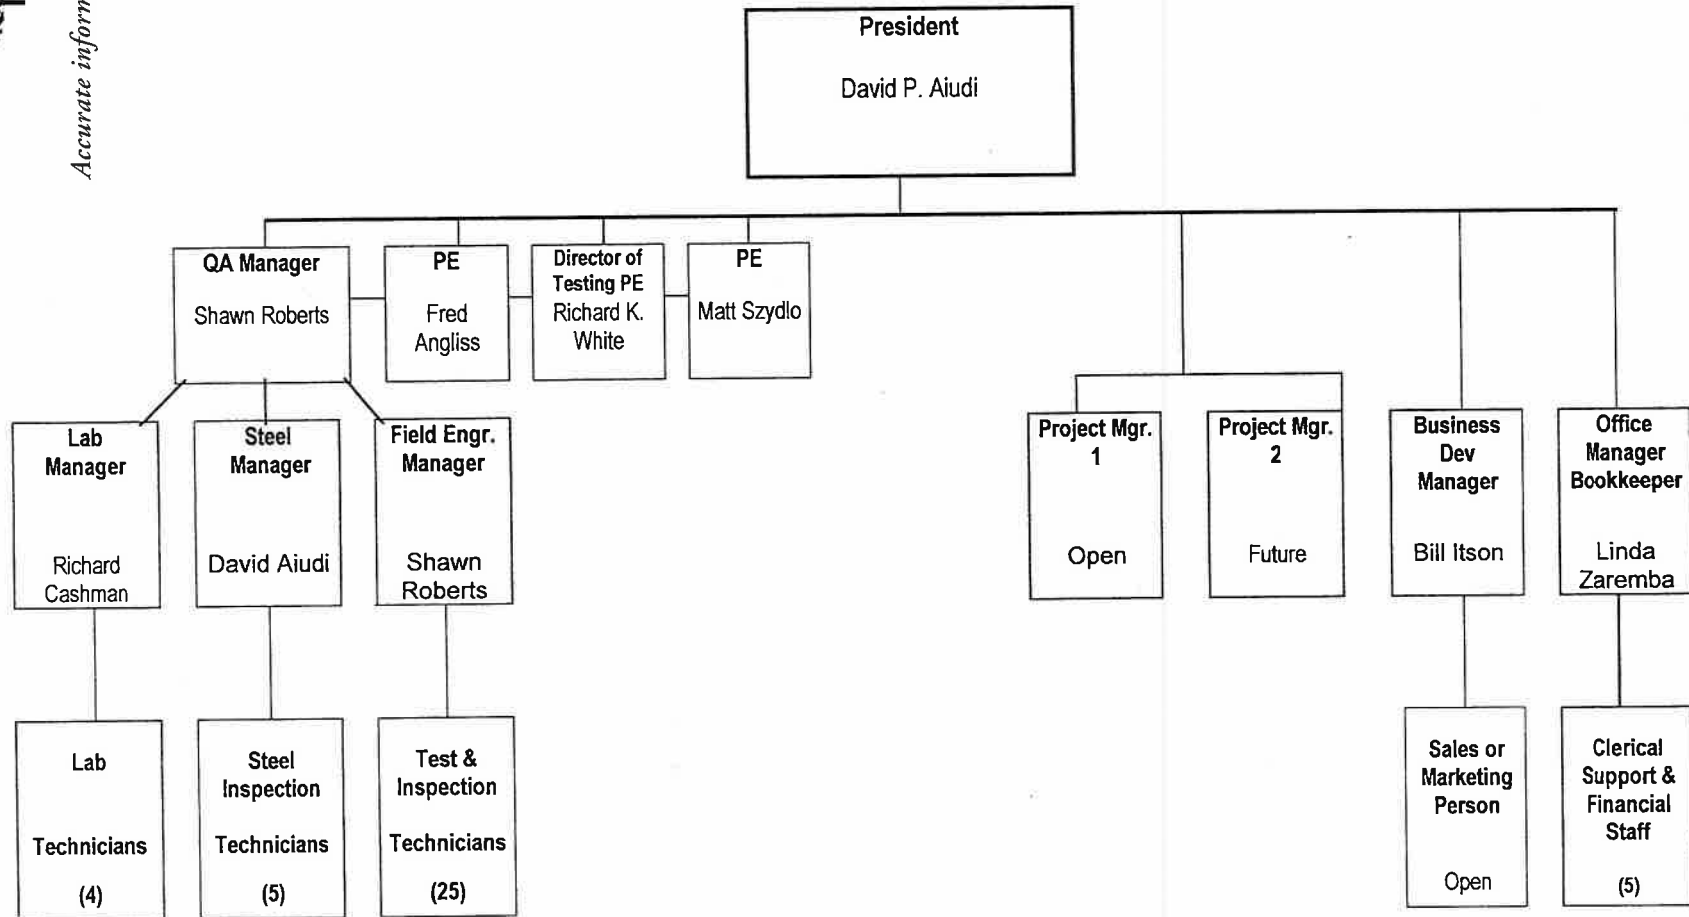 Accurate inform
President
David P. Aiudi
QA Manager
Shawn Roberts
PE
Fred
Angliss
Director of
Testing PE
Richard K.
White
PE
Matt Szydlo
Lab
Manager
Richard
Cashman
Steel
Manager
David Aiudi
Field Engr.
Manager
Shawn
Roberts
Project Mgr.
1
Open
Project Mgr.
2
Future
Business
Dev
Manager
Bill Itson
Office
Manager
Bookkeeper
Linda
Zaremba
Lab
Technicians
(4)
Steel
Inspection
Technicians
(5)
Test &
Inspection
Technicians
(25)
Sales or
Marketing
Person
Open
Clerical
Support &
Financial
Staff
(5)